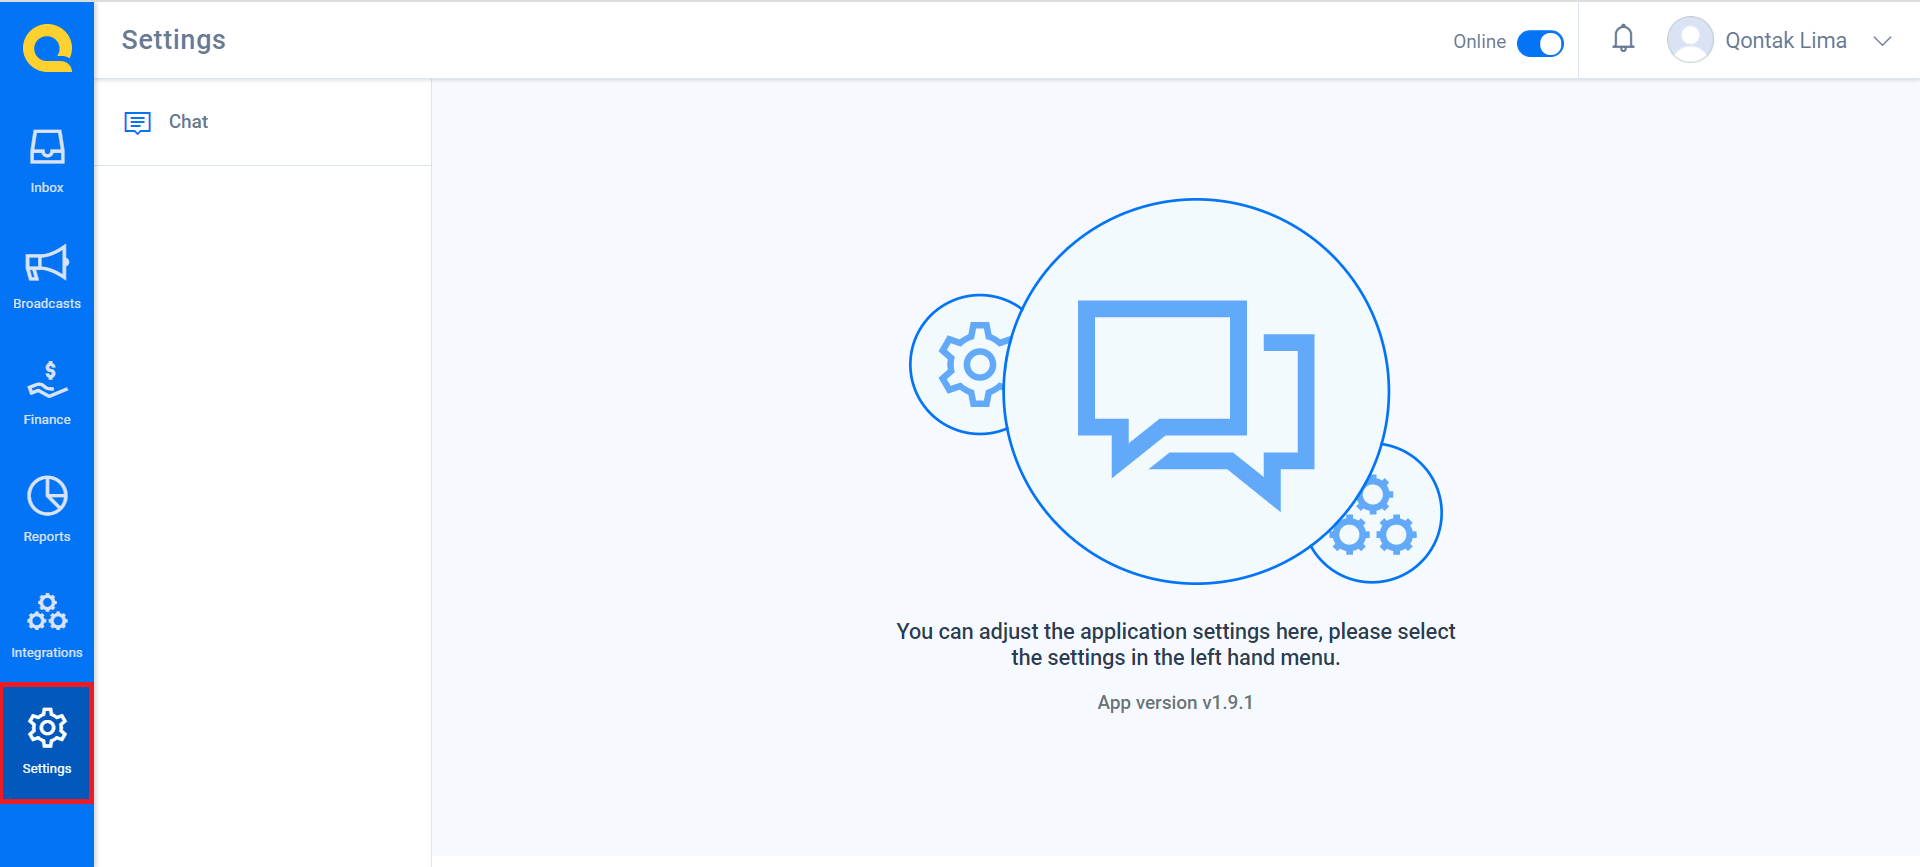 Settings
Online
Qontak Lima
Inbox
Broadcasts
$
Finance
Reports
Integrations
Settings
Chat
You can adjust the application settings here, please select
the settings in the left hand menu.
App version v1.9.1